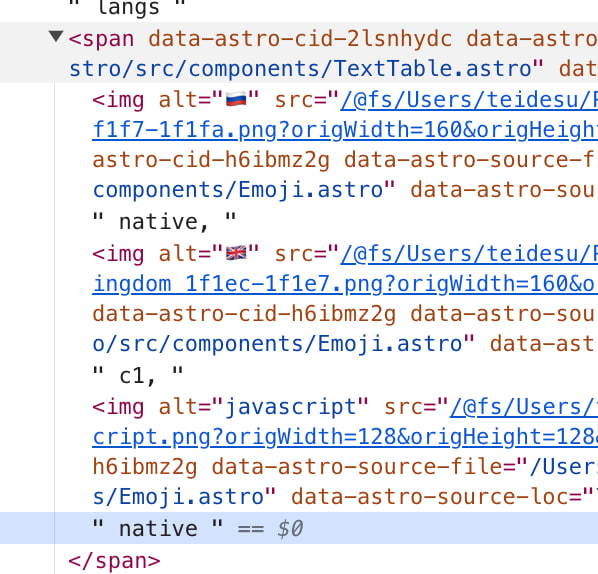 " langs "
▼<span data-astro-cid-2lsnhydc data-astro
stro/src/components/TextTable.astro" dat
<img alt="🇷🇺" src="/@fs/Users/teidesu/
f1f7-1f1fa.png?origWidth=160&origHeigh
astro-cid-h6ibmz2g data-astro-source-f
components/Emoji.astro" data-astro-sou
" native, "
<img alt="🇬🇧" src="/@fs/Users/teidesu/
ingdom_1f1ec-1f1e7.png?origWidth=160&o
data-astro-cid-h6ibmz2g data-astro-sou
o/src/components/Emoji.astro" data-ast
" c1, "
<img alt="javascript" src="/@fs/Users/
cript.png?origWidth=128&origHeight=128&
h6ibmz2g data-astro-source-file="/User
s/Emoji.astro" data-astro-source-loc="
" native " == $0
</span>